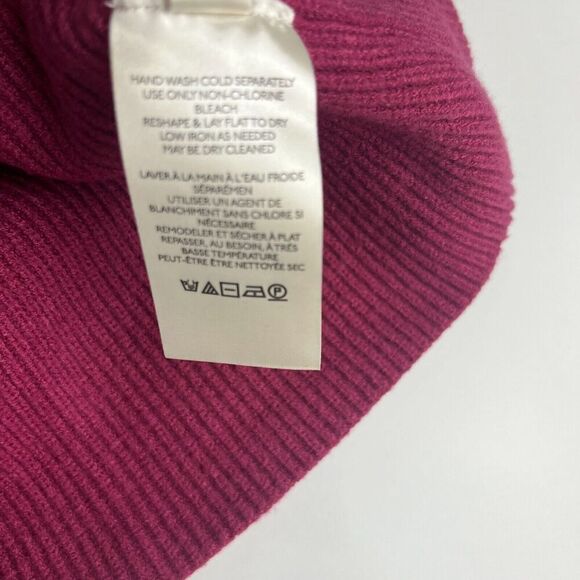 HAND WASH COLD SEPARATELY
USE ONLY NON-CHLORINE
BLEACH
RESHAPE & LAY FLAT TO DRY
LOW IRON AS NEEDED
MAY BE DRY CLEANED
LAVER À LA MAIN À L'EAU FROIDE
SÉPARÉMEN
UTILISER UN AGENT DE
BLANCHIMENT SANS CHLORE SI
NÉCESSAIRE
REMODELER ET SÉCHER À PLAT
REPASSER, AU BESOIN, À TRÈS
BASSE TEMPÉRATURE
PEUT-ÊTRE ÊTRE NETTOYÉE SEC
P